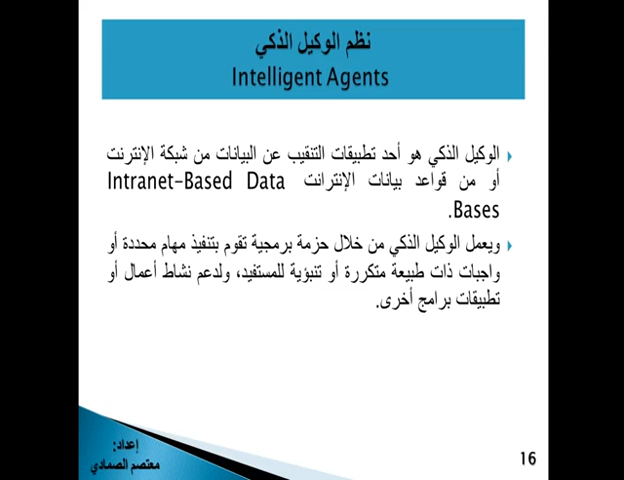 نظم الوكيل الذكي
Intelligent Agents
الوكيل الذكي هو أحد تطبيقات التنقيب عن البيانات من شبكة الإنترنت
أو من قواعد بيانات الإنترانت Intranet-Based Data
Bases.
ويعمل الوكيل الذكي من خلال حزمة برمجية تقوم بتنفيذ مهام محددة أو
واجبات ذات طبيعة متكررة أو تنبؤية للمستفيد، ولدعم نشاط أعمال أو
تطبيقات برامج أخرى.
إعداد:
معتصم الصمادي
16